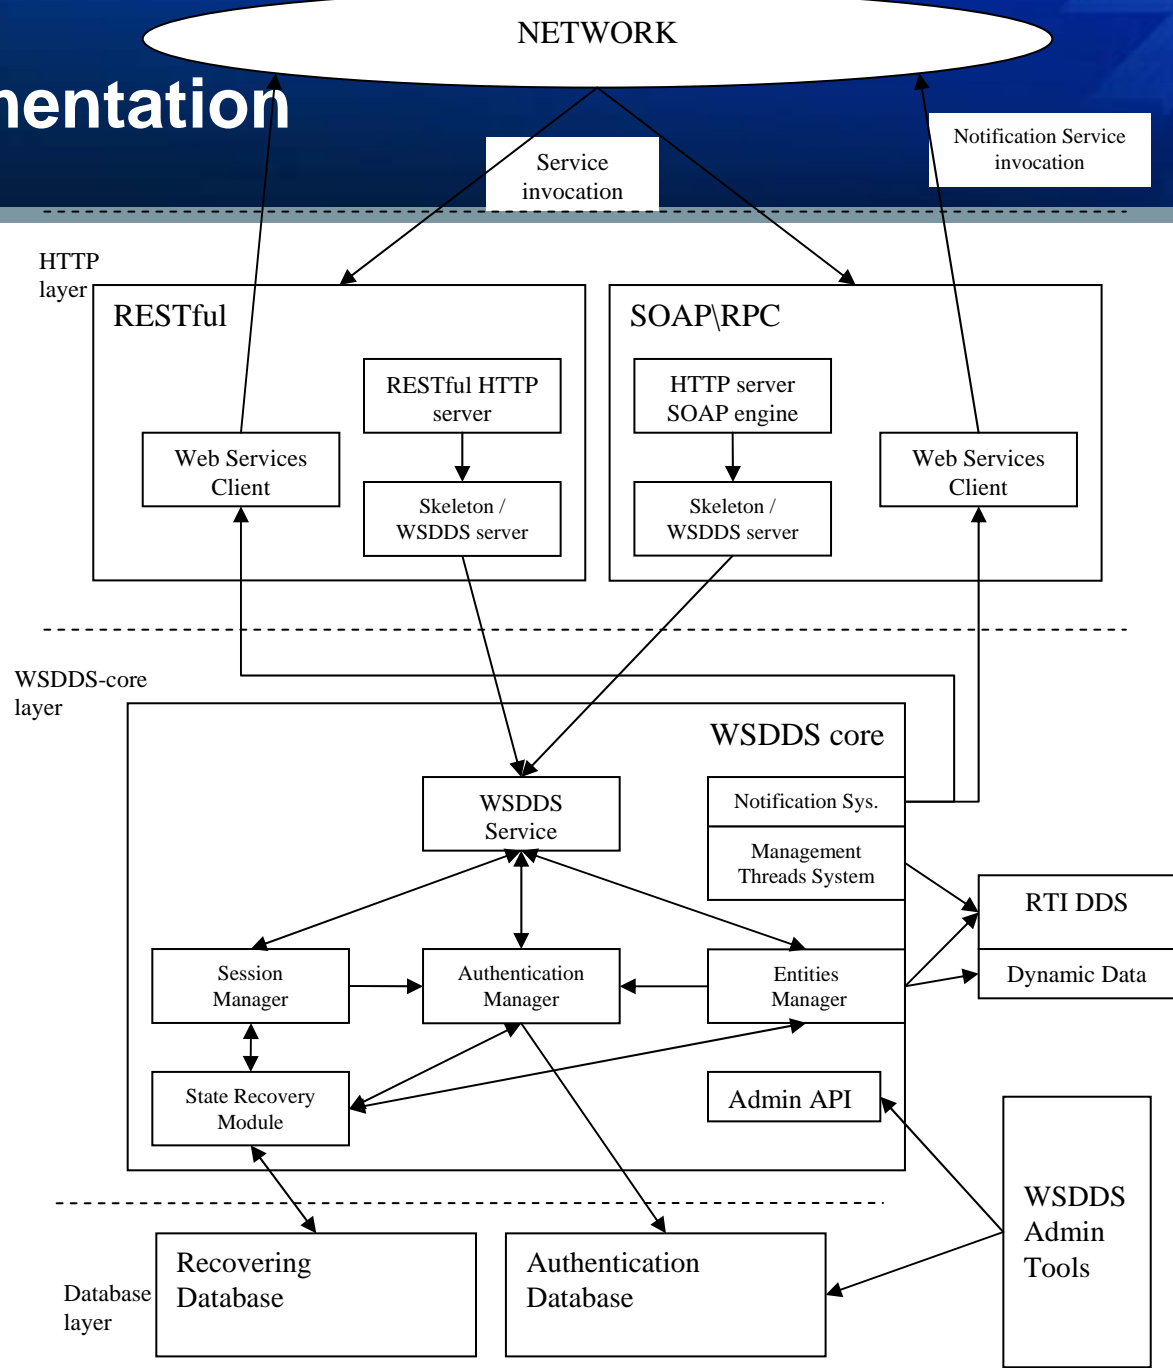 NETWORK
mentation
Service
invocation
Notification Service
invocation
HTTP
layer
RESTful
SOAP\RPC
RESTful HTTP
server
HTTP server
SOAP engine
Web Services
Client
Web Services
Client
Skeleton /
WSDDS server
Skeleton /
WSDDS server
WSDDS-core
layer
WSDDS core
WSDDS
Service
Notification Sys.
Management
Threads System
RTI DDS
Dynamic Data
Session
Manager
Authentication
Manager
Entities
Manager
State Recovery
Module
Admin API
WSDDS
Admin
Tools
Recovering
Database
Authentication
Database
Database
layer